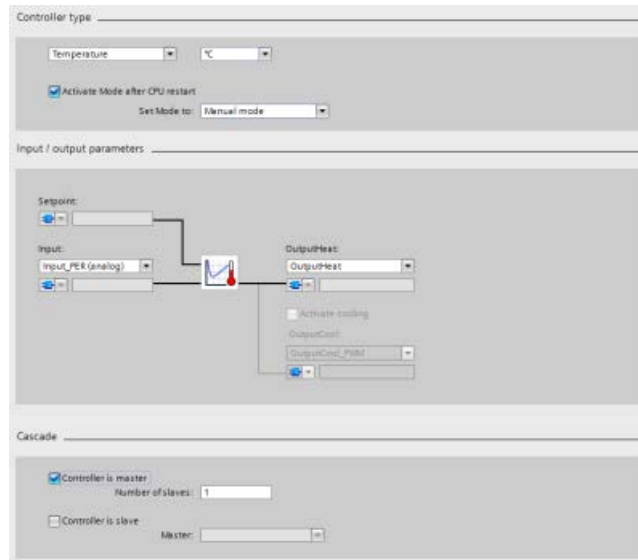 Controller type
Temperature °C
Activate Mode after CPU restart
Set Mode to: Manual mode
Input / output parameters
Setpoint:
Input: OutputHeat:
Input_PER (analog) OutputHeat
Activate cooling
OutputCool:
OutputCool_PWM
Cascade
Controller is master
Number of slaves: 1
Controller is slave
Master: